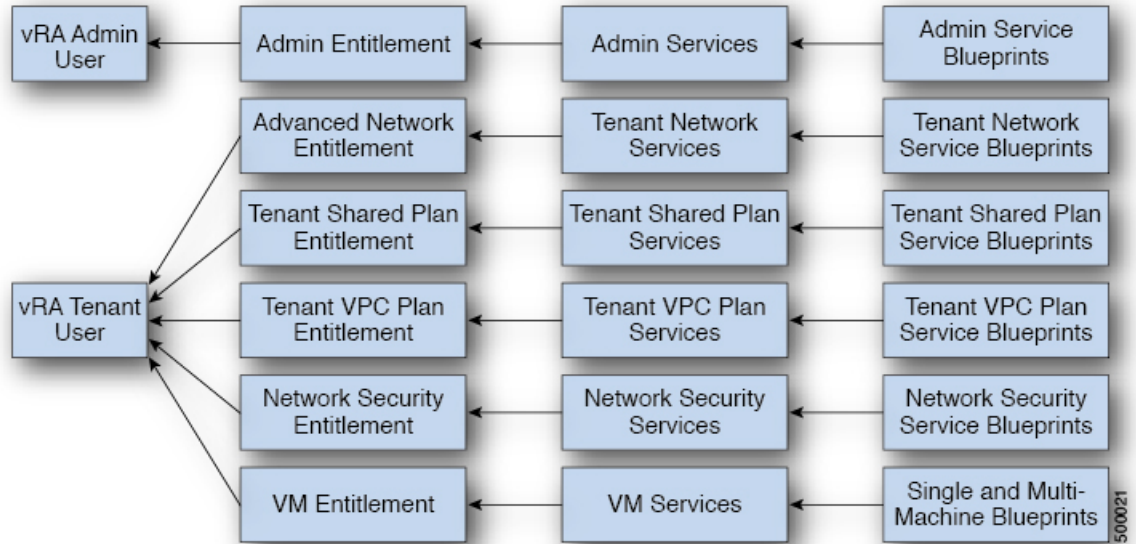 vRA Admin
User
Admin Entitlement
Admin Services
Admin Service
Blueprints
Advanced Network
Entitlement
Tenant Network
Services
Tenant Network
Service Blueprints
Tenant Shared Plan
Entitlement
Tenant Shared Plan
Services
Tenant Shared Plan
Service Blueprints
vRA Tenant
User
Tenant VPC Plan
Entitlement
Tenant VPC Plan
Services
Tenant VPC Plan
Service Blueprints
Network Security
Entitlement
Network Security
Services
Network Security
Service Blueprints
VM Entitlement
VM Services
Single and Multi-
Machine Blueprints
500021